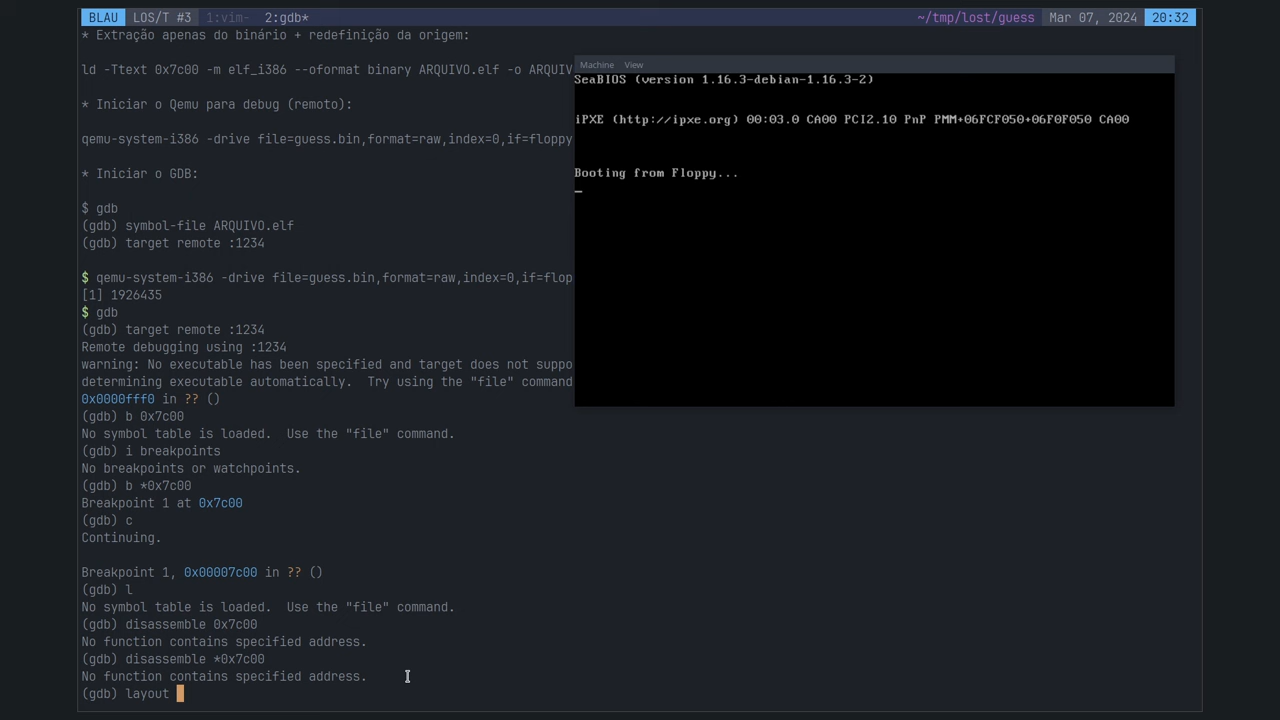 BLAU LOS/T #3 1:vim- 2:gdb* ~/tmp/lost/guess Mar 07, 2024 20:32
* Extração apenas do binário + redefinição da origem:
ld -Ttext 0x7c00 -m elf_i386 --oformat binary ARQUIVO.elf -o ARQUIV
* Iniciar o Qemu para debug (remoto):
qemu-system-i386 -drive file=guess.bin,format=raw,index=0,if=floppy
* Iniciar o GDB:
$ gdb
(gdb) symbol-file ARQUIVO.elf
(gdb) target remote :1234
$ qemu-system-i386 -drive file=guess.bin,format=raw,index=0,if=flop
[1] 1926435
$ gdb
(gdb) target remote :1234
Remote debugging using :1234
warning: No executable has been specified and target does not suppo
determining executable automatically.  Try using the "file" command
0x0000fff0 in ?? ()
(gdb) b 0x7c00
No symbol table is loaded.  Use the "file" command.
(gdb) i breakpoints
No breakpoints or watchpoints.
(gdb) b *0x7c00
Breakpoint 1 at 0x7c00
(gdb) c
Continuing.
Breakpoint 1, 0x00007c00 in ?? ()
(gdb) l
No symbol table is loaded.  Use the "file" command.
(gdb) disassemble 0x7c00
No function contains specified address.
(gdb) disassemble *0x7c00
No function contains specified address.
(gdb) layout
Machine View
SeaBIOS (version 1.16.3-debian-1.16.3-2)
iPXE (http://ipxe.org) 00:03.0 CA00 PCI2.10 PnP PMM+06FCF050+06F0F050 CA00
Booting from Floppy...